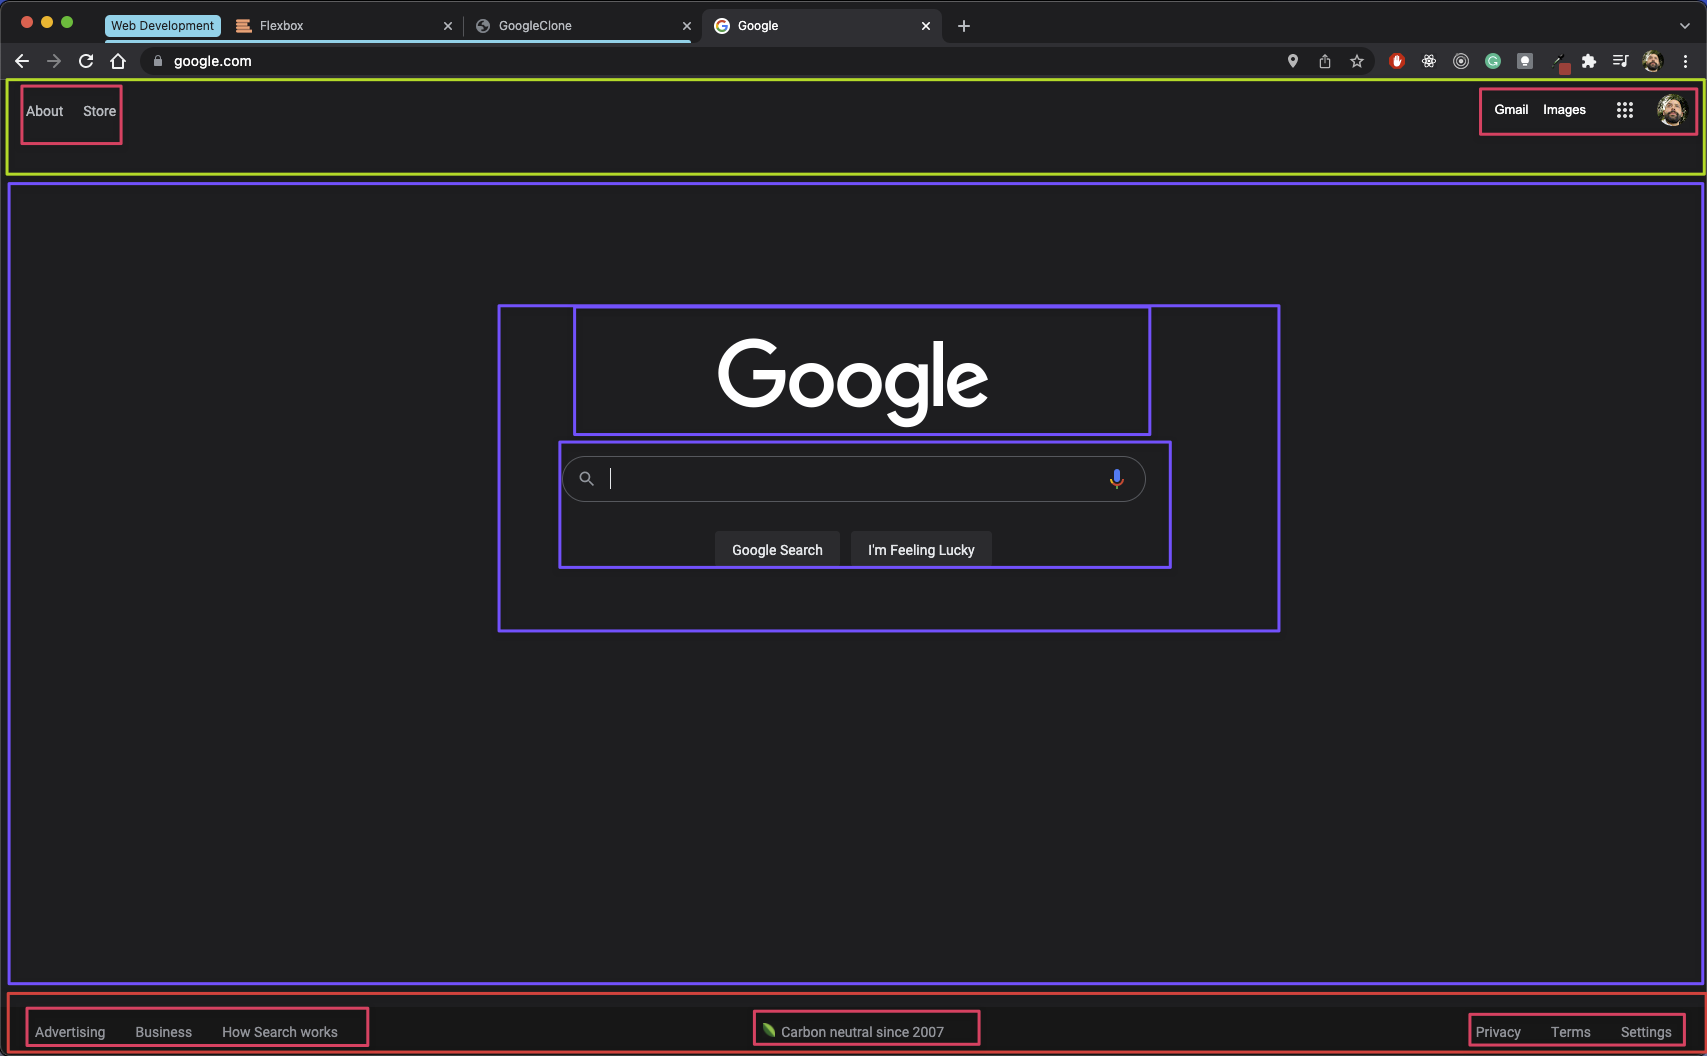 Web Development Flexbox GoogleClone Google
google.com
About Store Gmail Images
Google
Google Search I'm Feeling Lucky
Advertising Business How Search works Carbon neutral since 2007 Privacy Terms Settings